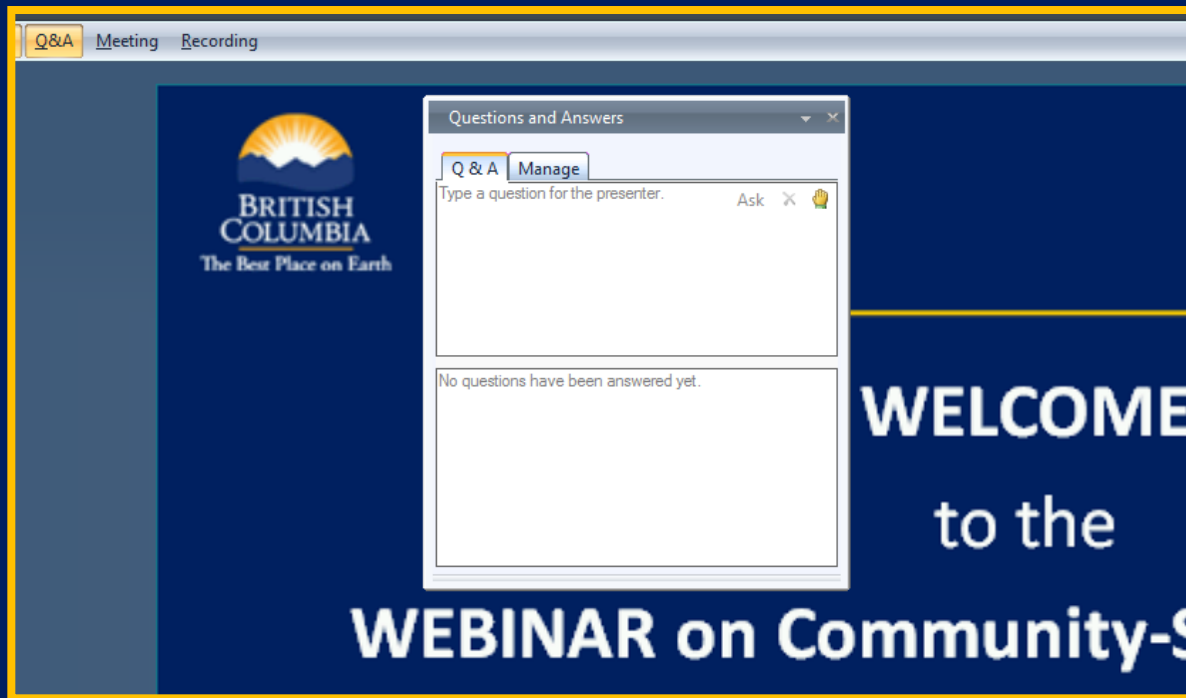 Q&A Meeting Recording
Questions and Answers
Q & A Manage
Type a question for the presenter. Ask
No questions have been answered yet.
BRITISH
COLUMBIA
The Best Place on Earth
WELCOME
to the
WEBINAR on Community-S